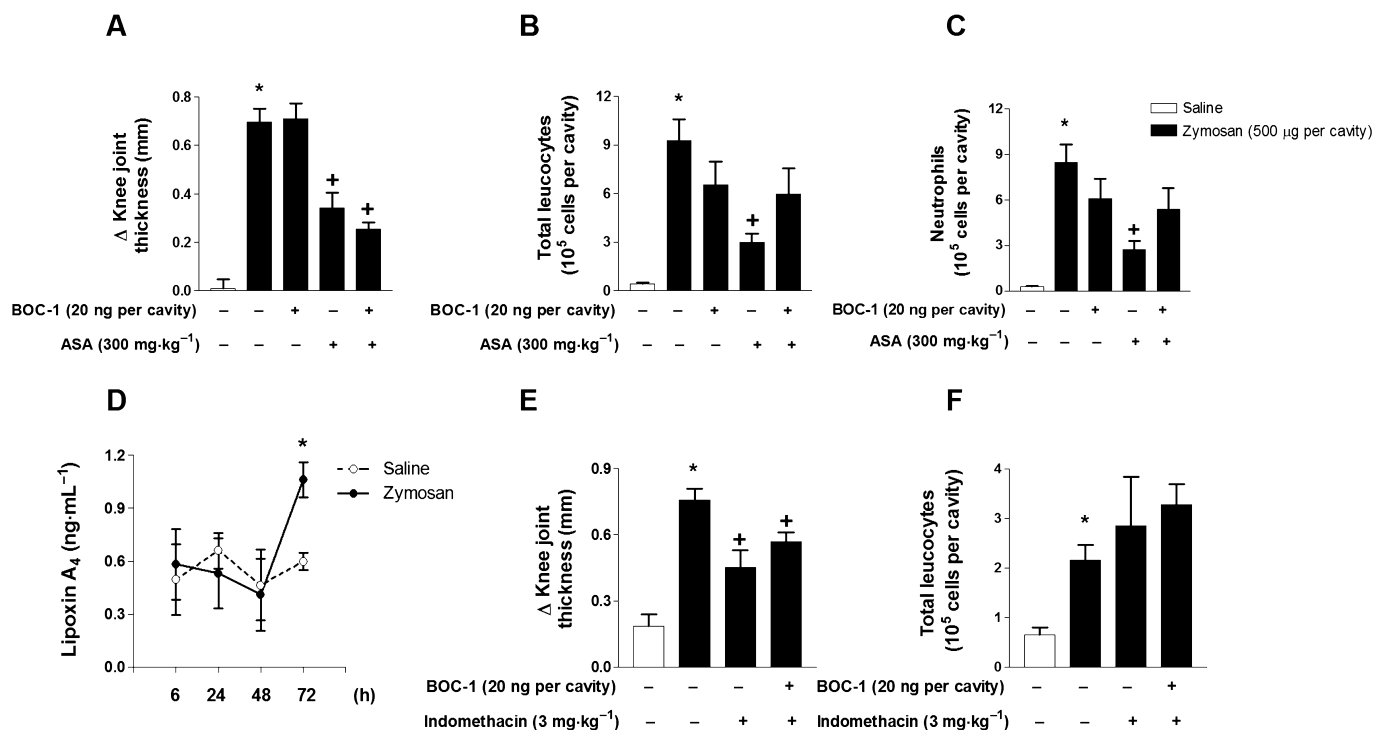 A
B
C
Δ Knee joint
thickness (mm)
0.8
0.6
0.4
0.2
0.0
*
+
+
BOC-1 (20 ng per cavity)
– – + – +
ASA (300 mg·kg⁻¹)
– – – + +
Total leucocytes
(10⁵ cells per cavity)
12
9
6
3
0
*
+
BOC-1 (20 ng per cavity)
– – + – +
ASA (300 mg·kg⁻¹)
– – – + +
Neutrophils
(10⁵ cells per cavity)
12
9
6
3
0
*
+
Saline
Zymosan (500 μg per cavity)
BOC-1 (20 ng per cavity)
– – + – +
ASA (300 mg·kg⁻¹)
– – – + +
D
E
F
Lipoxin A₄ (ng·mL⁻¹)
1.2
0.9
0.6
0.3
0.0
*
Saline
Zymosan
6 24 48 72 (h)
Δ Knee joint
thickness (mm)
0.9
0.6
0.3
0.0
*
+
+
BOC-1 (20 ng per cavity)
– – – +
Indomethacin (3 mg·kg⁻¹)
– – + +
Total leucocytes
(10⁵ cells per cavity)
4
3
2
1
0
*
BOC-1 (20 ng per cavity)
– – – +
Indomethacin (3 mg·kg⁻¹)
– – + +